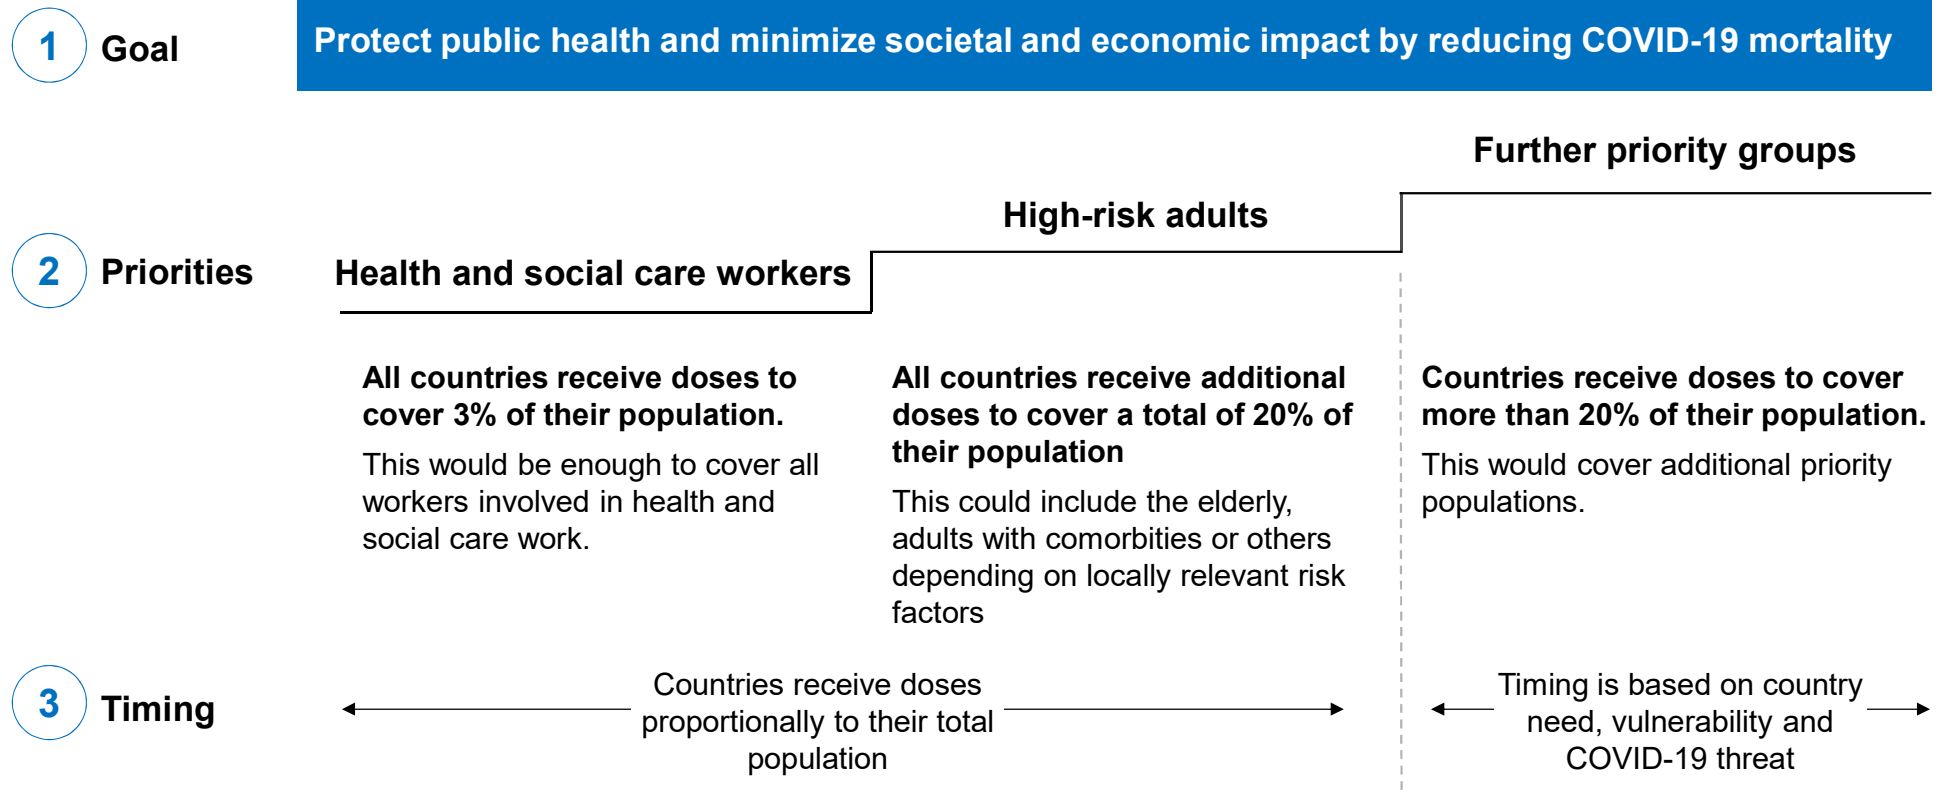 1 Goal
Protect public health and minimize societal and economic impact by reducing COVID-19 mortality
2 Priorities
Health and social care workers
All countries receive doses to
cover 3% of their population.
This would be enough to cover all
workers involved in health and
social care work.
High-risk adults
All countries receive additional
doses to cover a total of 20% of
their population
This could include the elderly,
adults with comorbities or others
depending on locally relevant risk
factors
Further priority groups
Countries receive doses to cover
more than 20% of their population.
This would cover additional priority
populations.
3 Timing
Countries receive doses
proportionally to their total
population
Timing is based on country
need, vulnerability and
COVID-19 threat